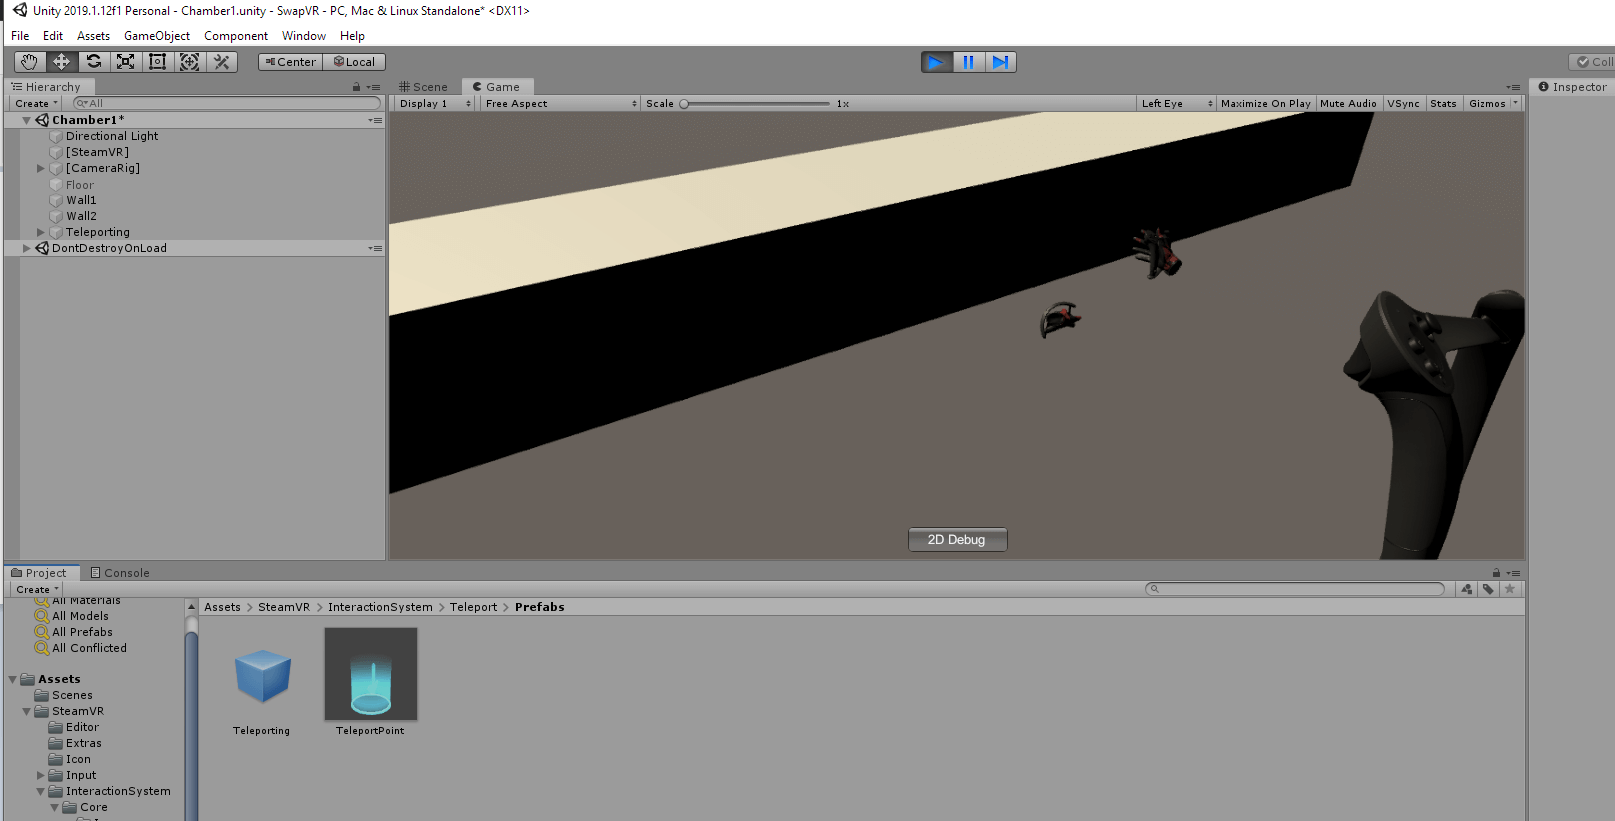 Unity 2019.1.12f1 Personal - Chamber1.unity - SwapVR - PC, Mac & Linux Standalone* <DX11>
File Edit Assets GameObject Component Window Help
Center Local
Hierarchy
Create All
Chamber1*
Directional Light
[SteamVR]
[CameraRig]
Floor
Wall1
Wall2
Teleporting
DontDestroyOnLoad
Scene Game
Display 1 Free Aspect Scale 1x Left Eye Maximize On Play Mute Audio VSync Stats Gizmos
2D Debug
Coll
Inspector
Project Console
Create
All Materials
All Models
All Prefabs
All Conflicted
Assets
Scenes
SteamVR
Editor
Extras
Icon
Input
InteractionSystem
Core
Assets > SteamVR > InteractionSystem > Teleport > Prefabs
Teleporting TeleportPoint